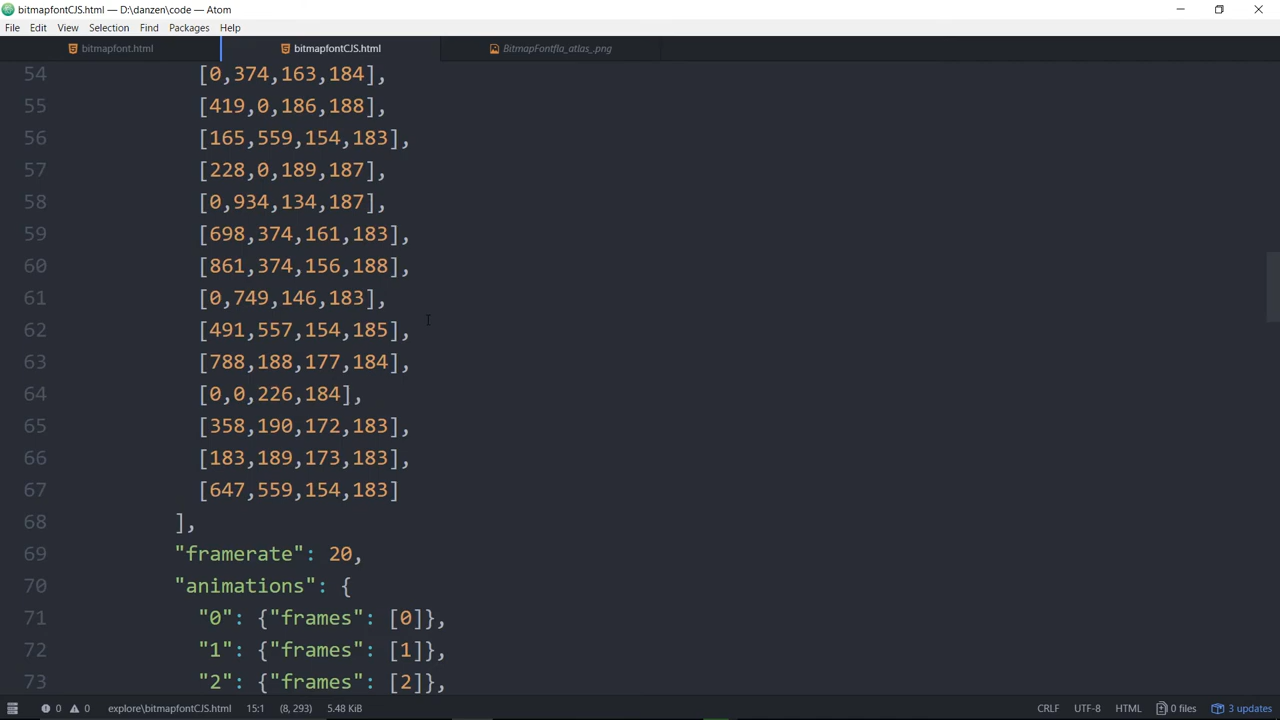 bitmapfontCJS.html — D:\danzen\code — Atom
File Edit View Selection Find Packages Help
bitmapfont.html bitmapfontCJS.html BitmapFontfla_atlas_.png
54 [0,374,163,184],
55 [419,0,186,188],
56 [165,559,154,183],
57 [228,0,189,187],
58 [0,934,134,187],
59 [698,374,161,183],
60 [861,374,156,188],
61 [0,749,146,183],
62 [491,557,154,185],
63 [788,188,177,184],
64 [0,0,226,184],
65 [358,190,172,183],
66 [183,189,173,183],
67 [647,559,154,183]
68 ],
69 "framerate": 20,
70 "animations": {
71 "0": {"frames": [0]},
72 "1": {"frames": [1]},
73 "2": {"frames": [2]},
0 0 explore\bitmapfontCJS.html 15:1 (8, 293) 5.48 KiB CRLF UTF-8 HTML 0 files 3 updates